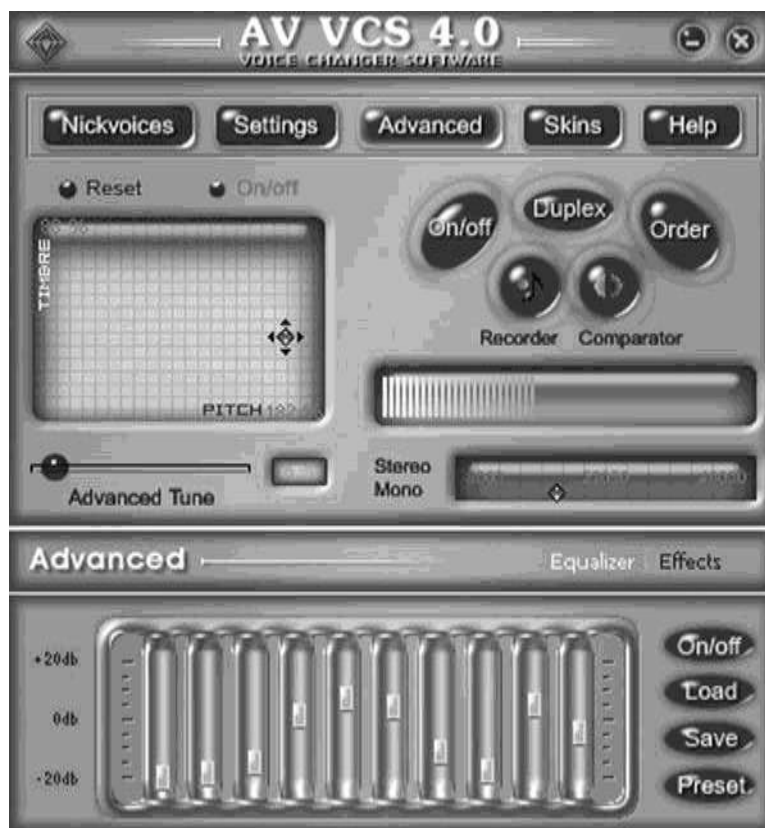 AV VCS 4.0
VOICE CHANGER SOFTWARE
Nickvoices Settings Advanced Skins Help
Reset On/off
On/off Duplex Order
TIMBRE
Recorder Comparator
PITCH
Stereo
Mono
Advanced Tune
Advanced Equalizer Effects
+20db
0db
-20db
On/off
Load
Save
Preset